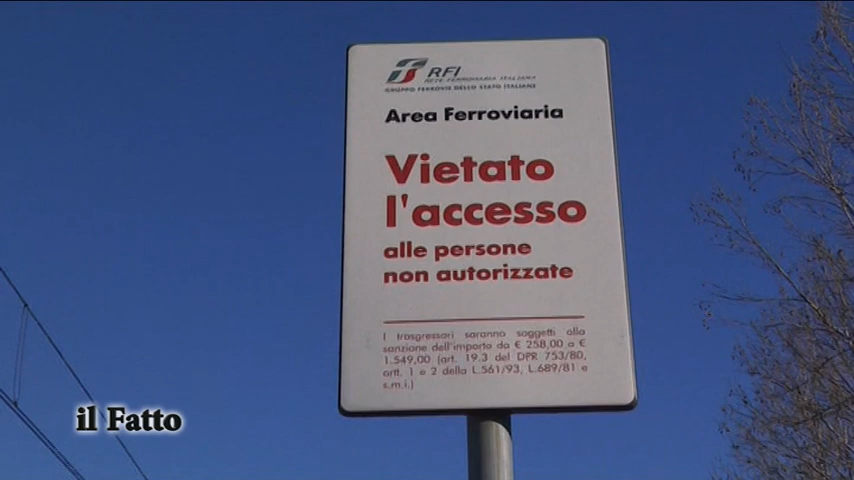 RFI
RETE FERROVIARIA ITALIANA
GRUPPO FERROVIE DELLO STATO ITALIANE
Area Ferroviaria
Vietato
l'accesso
alle persone
non autorizzate
I trasgressori saranno soggetti alla
sanzione dell'importo da € 258,00 a €
1.549,00 (art. 19.3 del DPR 753/80,
artt. 1 e 2 della L.561/93, L.689/81 e
s.m.i.)
il Fatto